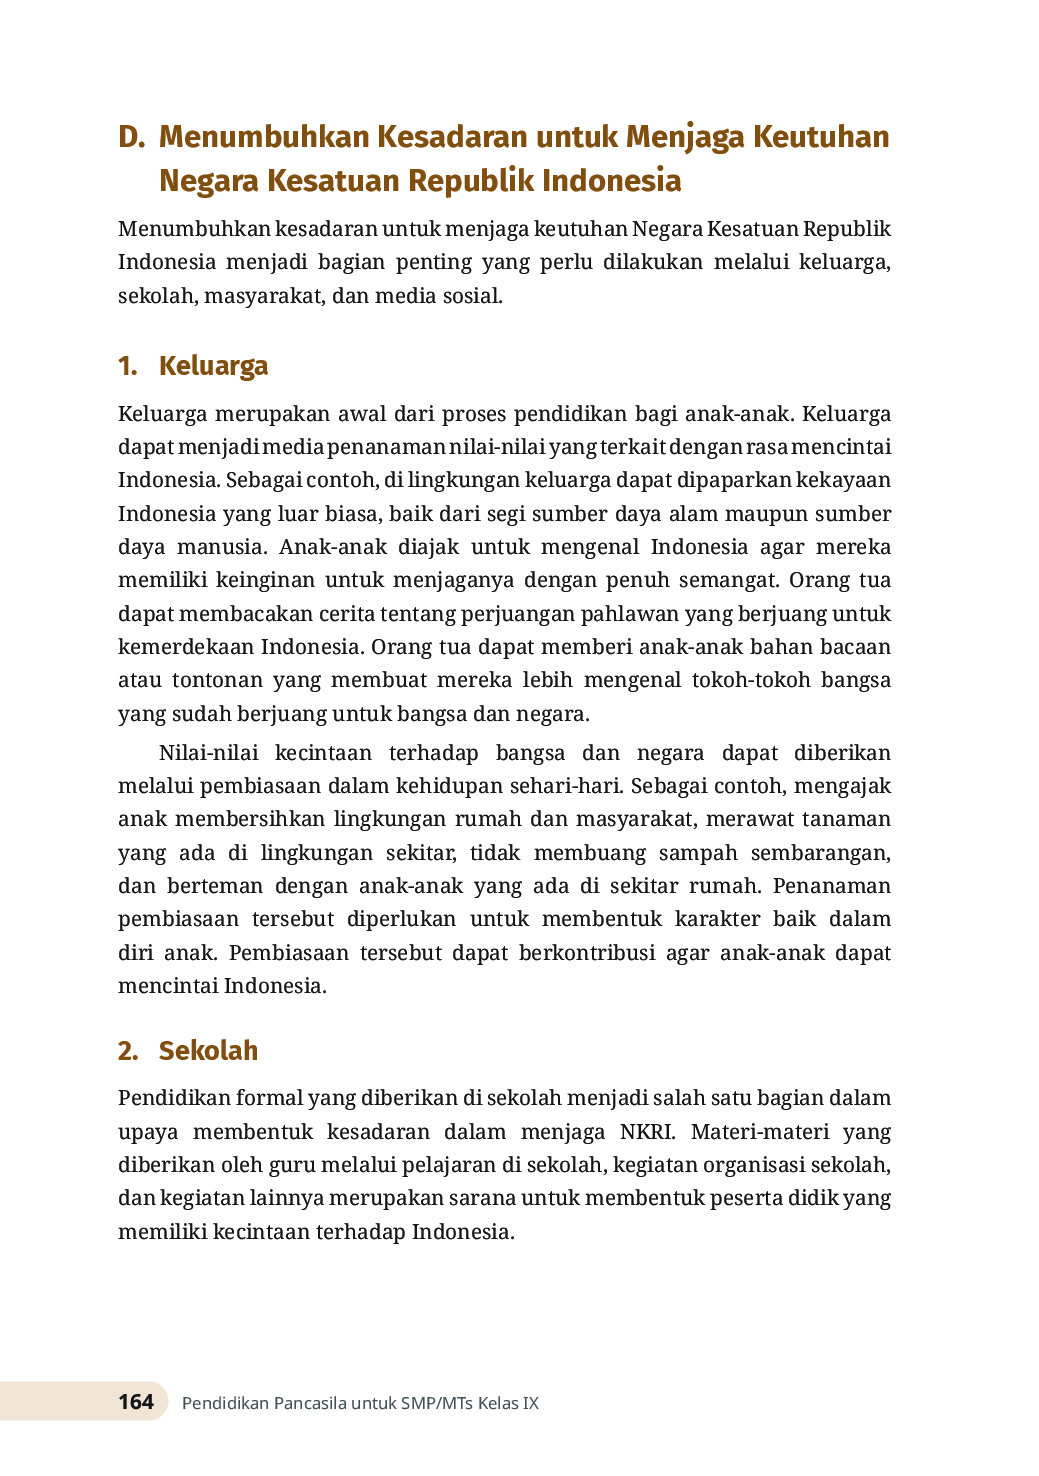 D. Menumbuhkan Kesadaran untuk Menjaga Keutuhan
Negara Kesatuan Republik Indonesia
Menumbuhkan kesadaran untuk menjaga keutuhan Negara Kesatuan Republik
Indonesia menjadi bagian penting yang perlu dilakukan melalui keluarga,
sekolah, masyarakat, dan media sosial.
1. Keluarga
Keluarga merupakan awal dari proses pendidikan bagi anak-anak. Keluarga
dapat menjadi media penanaman nilai-nilai yang terkait dengan rasa mencintai
Indonesia. Sebagai contoh, di lingkungan keluarga dapat dipaparkan kekayaan
Indonesia yang luar biasa, baik dari segi sumber daya alam maupun sumber
daya manusia. Anak-anak diajak untuk mengenal Indonesia agar mereka
memiliki keinginan untuk menjaganya dengan penuh semangat. Orang tua
dapat membacakan cerita tentang perjuangan pahlawan yang berjuang untuk
kemerdekaan Indonesia. Orang tua dapat memberi anak-anak bahan bacaan
atau tontonan yang membuat mereka lebih mengenal tokoh-tokoh bangsa
yang sudah berjuang untuk bangsa dan negara.
Nilai-nilai kecintaan terhadap bangsa dan negara dapat diberikan
melalui pembiasaan dalam kehidupan sehari-hari. Sebagai contoh, mengajak
anak membersihkan lingkungan rumah dan masyarakat, merawat tanaman
yang ada di lingkungan sekitar, tidak membuang sampah sembarangan,
dan berteman dengan anak-anak yang ada di sekitar rumah. Penanaman
pembiasaan tersebut diperlukan untuk membentuk karakter baik dalam
diri anak. Pembiasaan tersebut dapat berkontribusi agar anak-anak dapat
mencintai Indonesia.
2. Sekolah
Pendidikan formal yang diberikan di sekolah menjadi salah satu bagian dalam
upaya membentuk kesadaran dalam menjaga NKRI. Materi-materi yang
diberikan oleh guru melalui pelajaran di sekolah, kegiatan organisasi sekolah,
dan kegiatan lainnya merupakan sarana untuk membentuk peserta didik yang
memiliki kecintaan terhadap Indonesia.
164 Pendidikan Pancasila untuk SMP/MTs Kelas IX